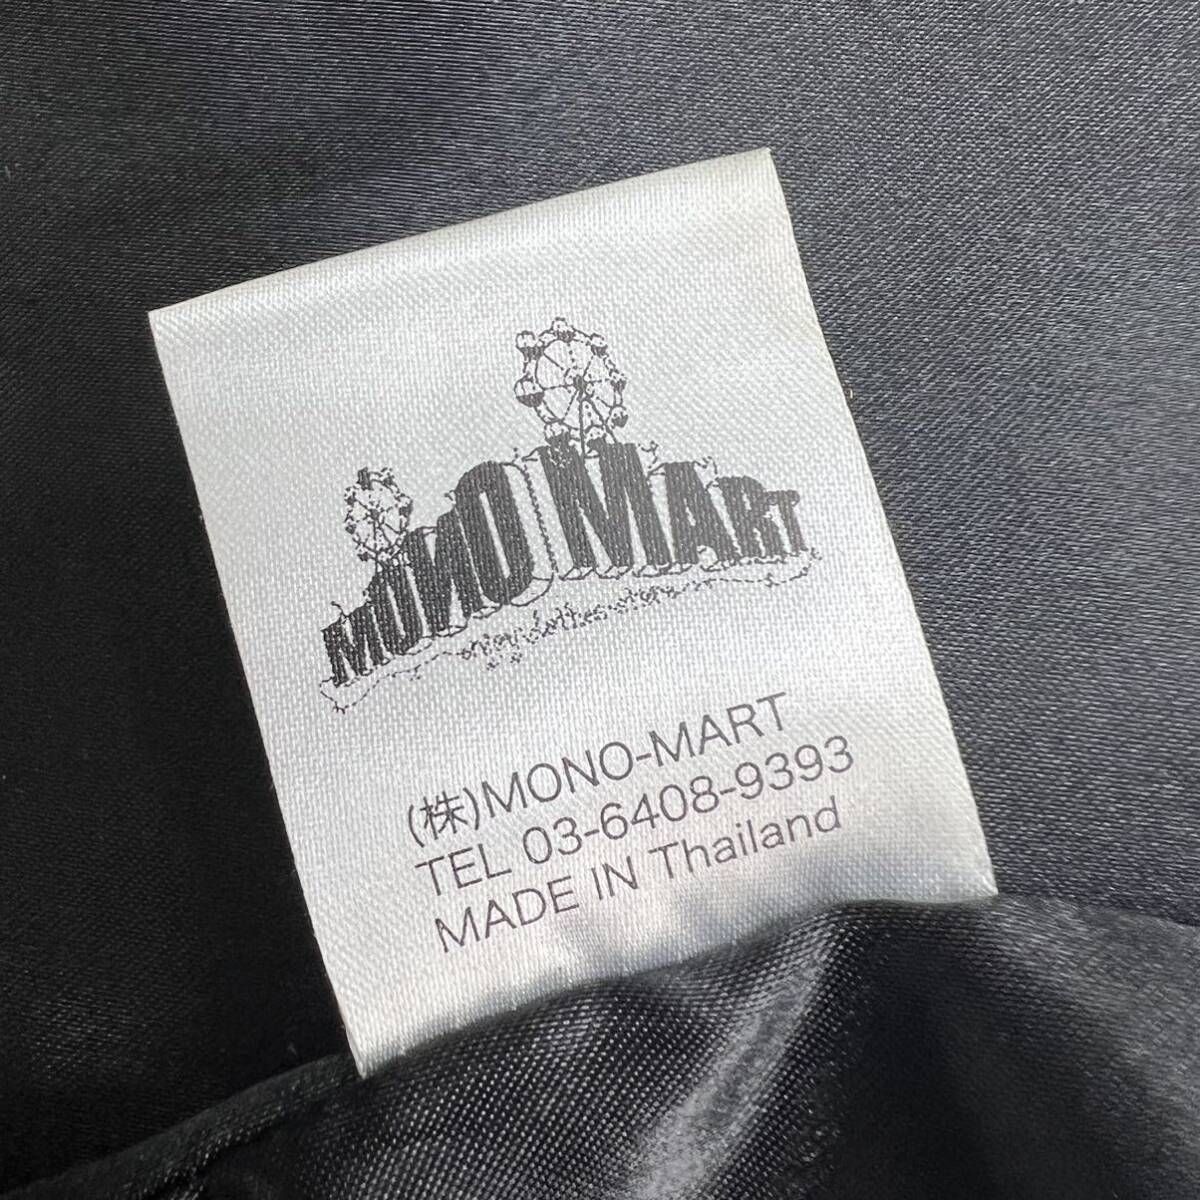 MONO MART
(株)MONO-MART
TEL 03-6408-9393
MADE IN Thailand